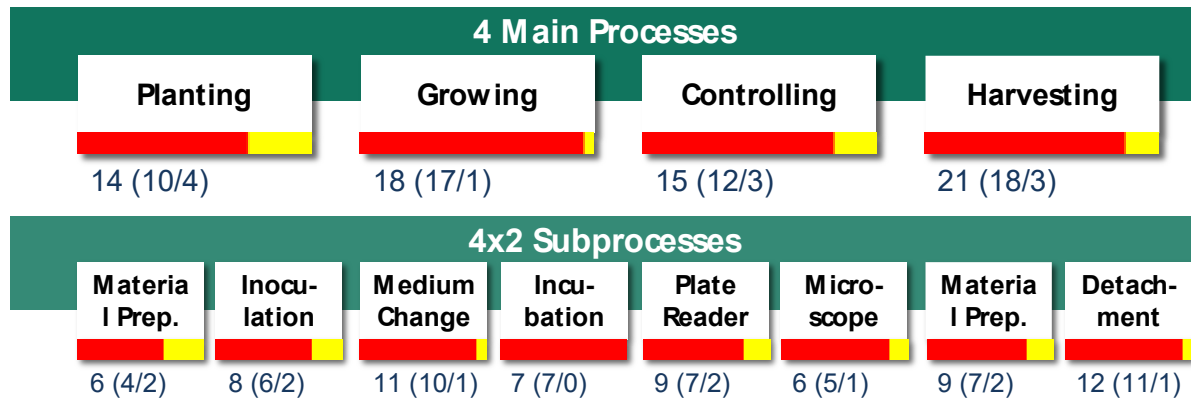 4 Main Processes
Planting
Growing
Controlling
Harvesting
14 (10/4)
18 (17/1)
15 (12/3)
21 (18/3)
4x2 Subprocesses
Materia
l Prep.
Inocu-
lation
Medium
Change
Incu-
bation
Plate
Reader
Micro-
scope
Materia
l Prep.
Detach-
ment
6 (4/2)
8 (6/2)
11 (10/1)
7 (7/0)
9 (7/2)
6 (5/1)
9 (7/2)
12 (11/1)